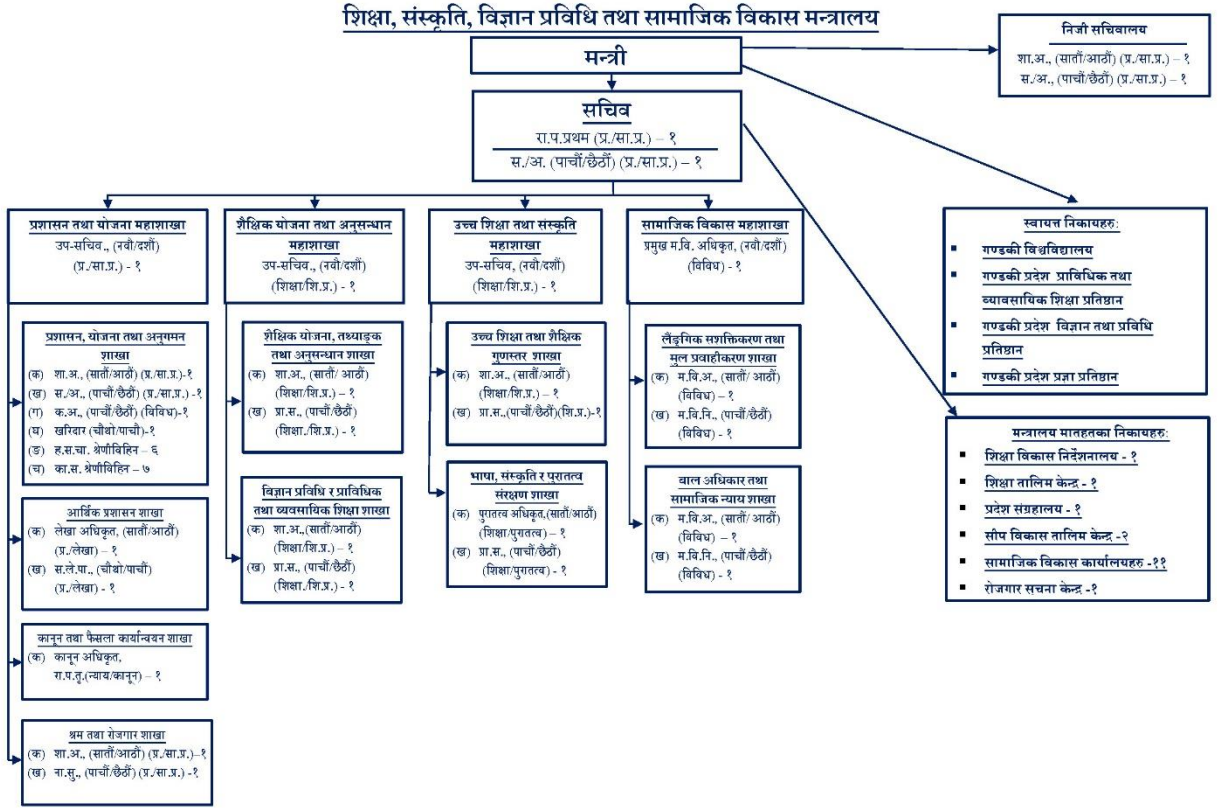 शिक्षा, संस्कृति, विज्ञान प्रविधि तथा सामाजिक विकास मन्त्रालय
मन्त्री
निजी सचिवालय
शा.अ., (सातौं/आठौं) (प्र./सा.प्र.) – १
स./अ., (पाचौं/छैठौं) (प्र./सा.प्र.) – १
सचिव
रा.प.प्रथम (प्र./सा.प्र.) – १
स./अ. (पाचौं/छैठौं) (प्र./सा.प्र.) – १
प्रशासन तथा योजना महाशाखा
उप-सचिव., (नवौं/दशौं)
(प्र./सा.प्र.) - १
प्रशासन, योजना तथा अनुगमन
शाखा
(क) शा.अ., (सातौं/आठौं) (प्र./सा.प्र.)-१
(ख) स./अ., (पाचौं/छैठौं) (प्र./सा.प्र.) -१
(ग) क.अ., (पाचौं/छैठौं) (विविध)-१
(घ) खरिदार (चौथो/पाचौ)-१
(ङ) ह.स.चा. श्रेणीविहिन – ६
(च) का.स. श्रेणीविहिन – ७
आर्थिक प्रशासन शाखा
(क) लेखा अधिकृत, (सातौं/आठौं)
(प्र./लेखा) – १
(ख) स.ले.पा., (चौथो/पाचौं)
(प्र./लेखा) - १
कानून तथा फैसला कार्यान्वयन शाखा
(क) कानून अधिकृत,
रा.प.तृ.(न्याय/कानून) – १
श्रम तथा रोजगार शाखा
(क) शा.अ., (सातौं/आठौं) (प्र./सा.प्र.)–१
(ख) ना.सु., (पाचौं/छैठौं) (प्र./सा.प्र.) -१
शैक्षिक योजना तथा अनुसन्धान
महाशाखा
उप-सचिव., (नवौ/दशौं)
(शिक्षा/शि.प्र.) - १
शैक्षिक योजना, तथ्याङ्क
तथा अनुसन्धान शाखा
(क) शा.अ., (सातौं/ आठौं)
(शिक्षा/शि.प्र.) – १
(ख) प्रा.स., (पाचौं/छैठौं)
(शिक्षा./शि.प्र.) - १
विज्ञान प्रविधि र प्राविधिक
तथा व्यवसायिक शिक्षा शाखा
(क) शा.अ.,(सातौं/आठौं)
(शिक्षा/शि.प्र.) – १
(ख) प्रा.स., (पाचौं/छैठौं)
(शिक्षा./शि.प्र.) - १
उच्च शिक्षा तथा संस्कृति
महाशाखा
उप-सचिव, (नवौ/दशौं)
(शिक्षा/शि.प्र.) - १
उच्च शिक्षा तथा शैक्षिक
गुणस्तर शाखा
(क) शा.अ., (सातौं/आठौं)
(शिक्षा/शि.प्र.) – १
(ख) प्रा.स.,(पाचौं/छैठौं)(शि.प्र.)-१
भाषा, संस्कृति र पुरातत्व
संरक्षण शाखा
(क) पुरातत्व अधिकृत,(सातौं/आठौं)
(शिक्षा/पुरातत्व) – १
(ख) प्रा.स., (पाचौं/छैठौं)
(शिक्षा/पुरातत्व) - १
सामाजिक विकास महाशाखा
प्रमुख म.वि. अधिकृत, (नवौ/दशौं)
(विविध) - १
लैङ्गिक सशक्तिकरण तथा
मुल प्रवाहीकरण शाखा
(क) म.वि.अ., (सातौं/ आठौं)
(विविध) – १
(ख) म.वि.नि., (पाचौं/छैठौं)
(विविध) - १
बाल अधिकार तथा
सामाजिक न्याय शाखा
(क) म.वि.अ., (सातौं/ आठौं)
(विविध) – १
(ख) म.वि.नि., (पाचौं/छैठौं)
(विविध) - १
स्वायत्त निकायहरु:
▪ गण्डकी विश्वविद्यालय
▪ गण्डकी प्रदेश प्राविधिक तथा
व्यावसायिक शिक्षा प्रतिष्ठान
▪ गण्डकी प्रदेश विज्ञान तथा प्रविधि
प्रतिष्ठान
▪ गण्डकी प्रदेश प्रज्ञा प्रतिष्ठान
मन्त्रालय मातहतका निकायहरु:
▪ शिक्षा विकास निर्देशनालय - १
▪ शिक्षा तालिम केन्द्र - १
▪ प्रदेश संग्रहालय - १
▪ सीप विकास तालिम केन्द्र -२
▪ सामाजिक विकास कार्यालयहरु -११
▪ रोजगार सचना केन्द्र -१